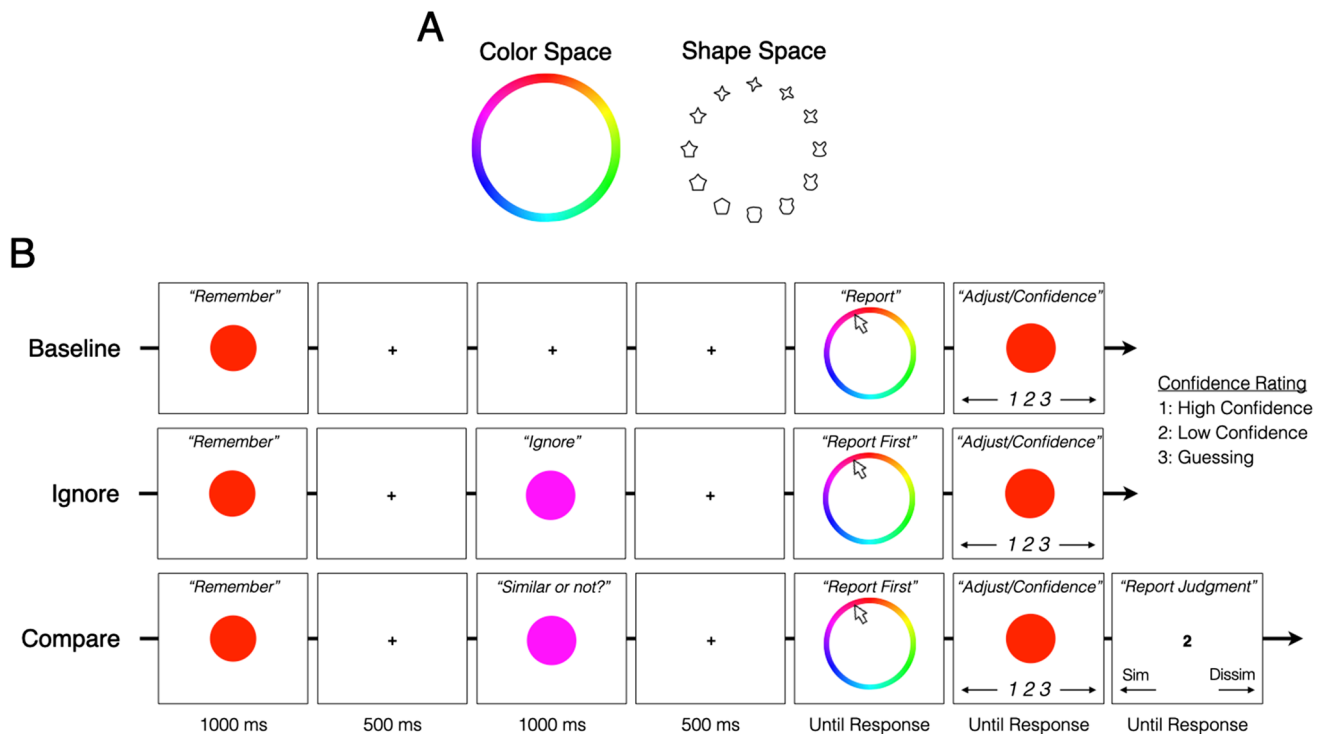 A
Color Space
Shape Space
B
Baseline
“Remember”
+
+
+
“Report”
“Adjust/Confidence”
1 2 3
Confidence Rating
1: High Confidence
2: Low Confidence
3: Guessing
Ignore
“Remember”
+
“Ignore”
+
“Report First”
“Adjust/Confidence”
1 2 3
Compare
“Remember”
+
“Similar or not?”
+
“Report First”
“Adjust/Confidence”
1 2 3
“Report Judgment”
2
Sim
Dissim
1000 ms
500 ms
1000 ms
500 ms
Until Response
Until Response
Until Response